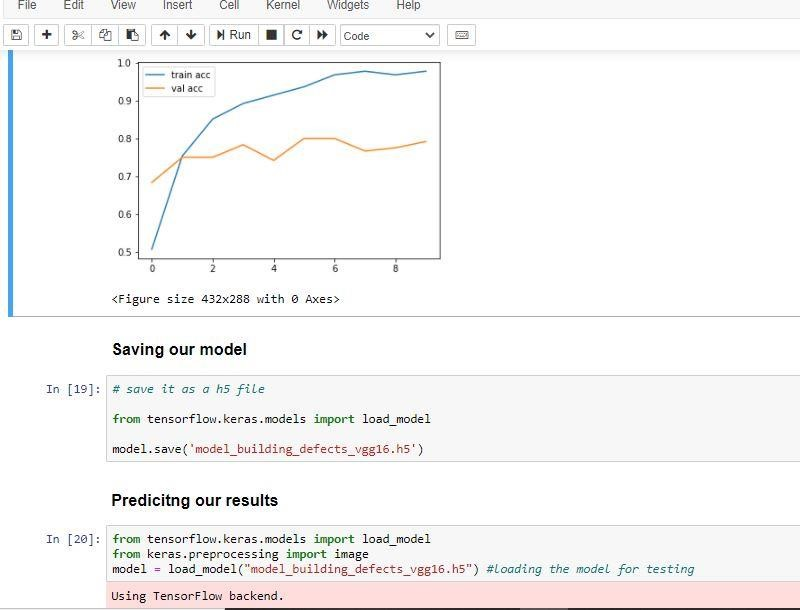 File Edit View Insert Cell Kernel Widgets Help
Run Code
1.0
train acc
val acc
0.9
0.8
0.7
0.6
0.5
0 2 4 6 8
<Figure size 432x288 with 0 Axes>
Saving our model
In [19]: # save it as a h5 file
from tensorflow.keras.models import load_model
model.save('model_building_defects_vgg16.h5')
Predicitng our results
In [20]: from tensorflow.keras.models import load_model
from keras.preprocessing import image
model = load_model("model_building_defects_vgg16.h5") #loading the model for testing
Using TensorFlow backend.